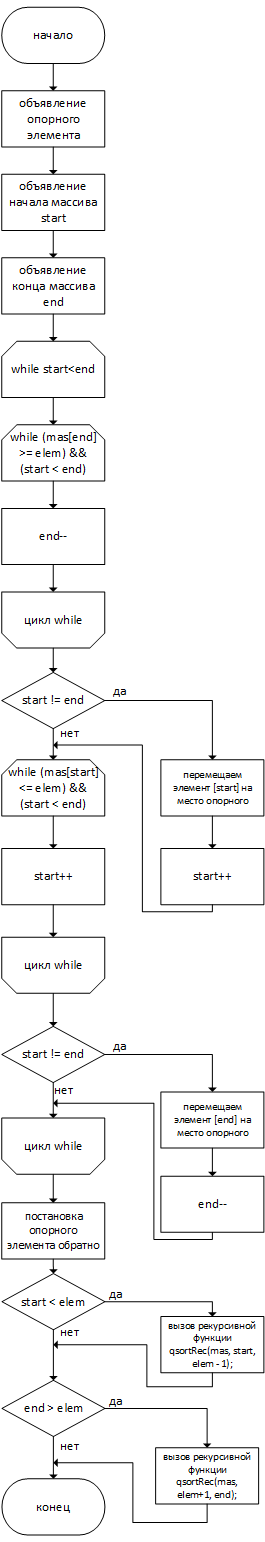 начало
объявление
опорного
элемента
объявление
начала массива
start
объявление
конца массива
end
while start<end
while (mas[end]
>= elem) &&
(start < end)
end--
цикл while
start != end
да
нет
перемещаем
элемент [start] на
место опорного
start++
while (mas[start]
<= elem) &&
(start < end)
start++
цикл while
start != end
да
нет
перемещаем
элемент [end] на
место опорного
end--
цикл while
постановка
опорного
элемента обратно
start < elem
да
нет
вызов рекурсивной
функции
qsortRec(mas, start,
elem - 1);
end > elem
да
нет
вызов рекурсивной
функции
qsortRec(mas,
elem+1, end);
конец